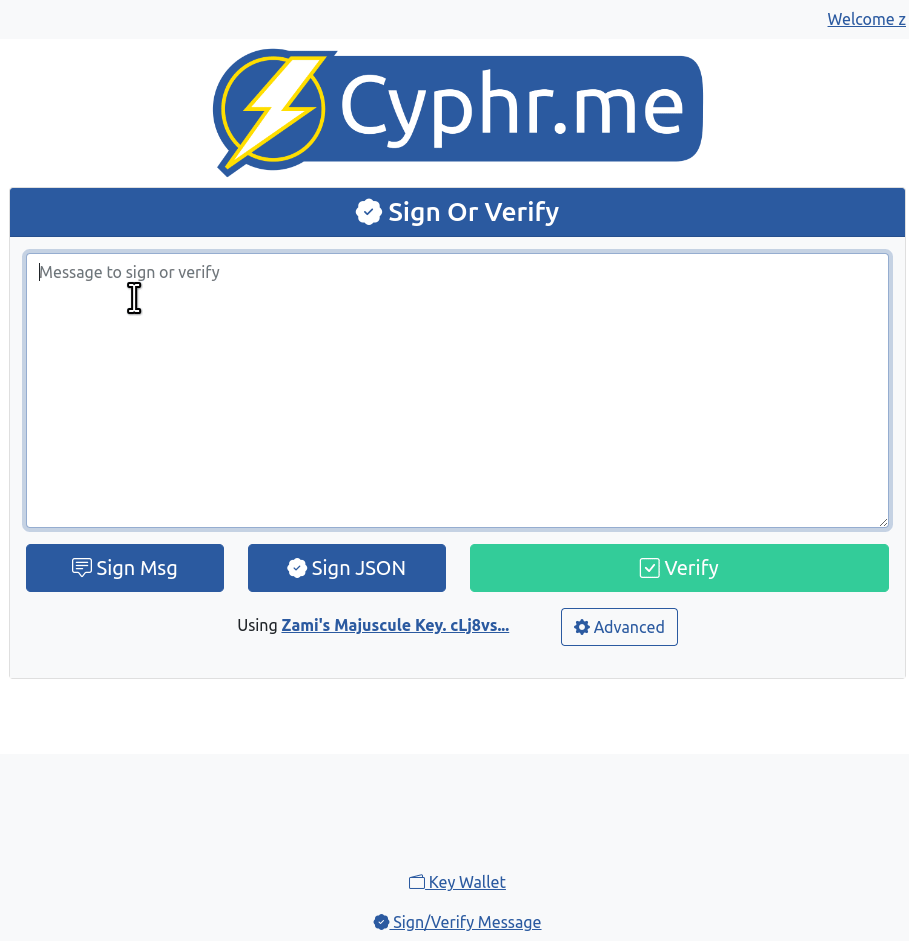 Welcome z
Cyphr.me
Sign Or Verify
Message to sign or verify
Sign Msg
Sign JSON
Verify
Using Zami's Majuscule Key. cLj8vs...
Advanced
Key Wallet
Sign/Verify Message